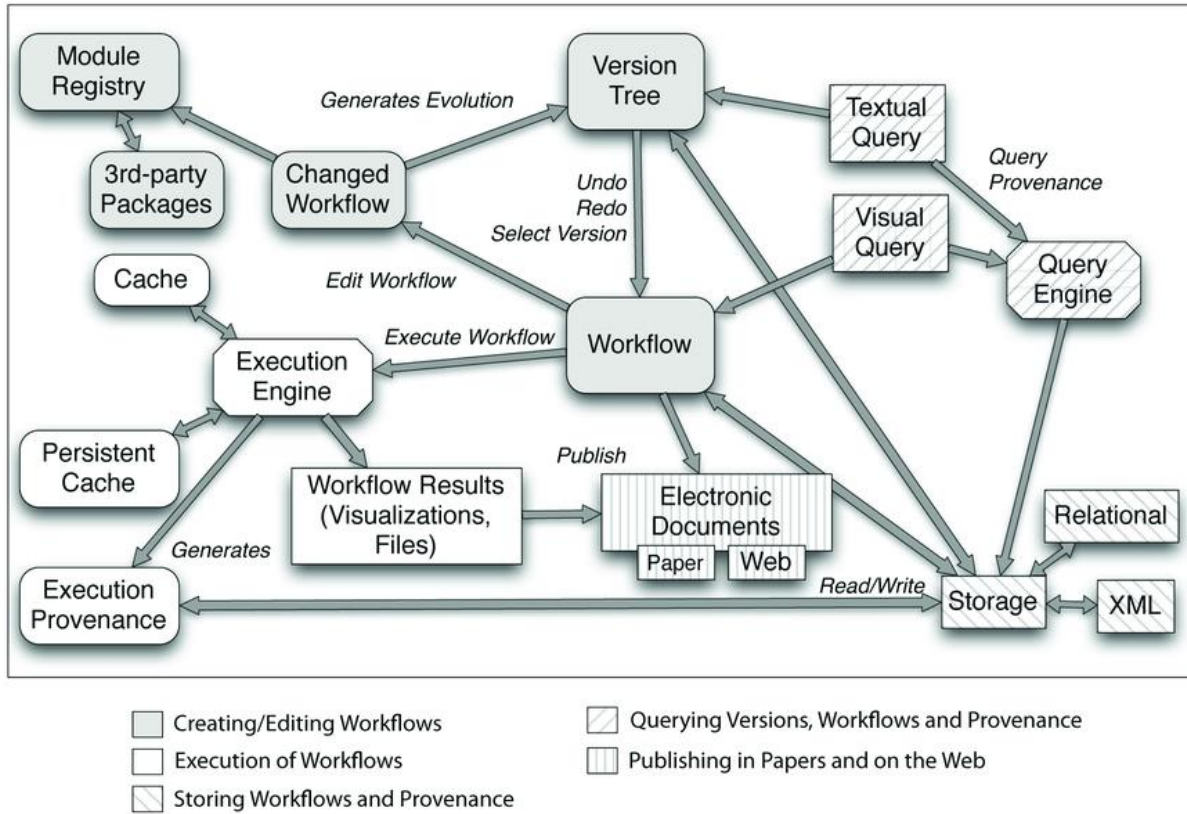 Module
Registry
Version
Tree
Generates Evolution
Textual
Query
Query
Provenance
3rd-party
Packages
Changed
Workflow
Undo
Redo
Select Version
Visual
Query
Query
Engine
Cache
Edit Workflow
Execute Workflow
Workflow
Execution
Engine
Persistent
Cache
Publish
Workflow Results
(Visualizations,
Files)
Electronic
Documents
Paper
Web
Relational
Generates
Execution
Provenance
Read/Write
Storage
XML
Creating/Editing Workflows
Execution of Workflows
Storing Workflows and Provenance
Querying Versions, Workflows and Provenance
Publishing in Papers and on the Web